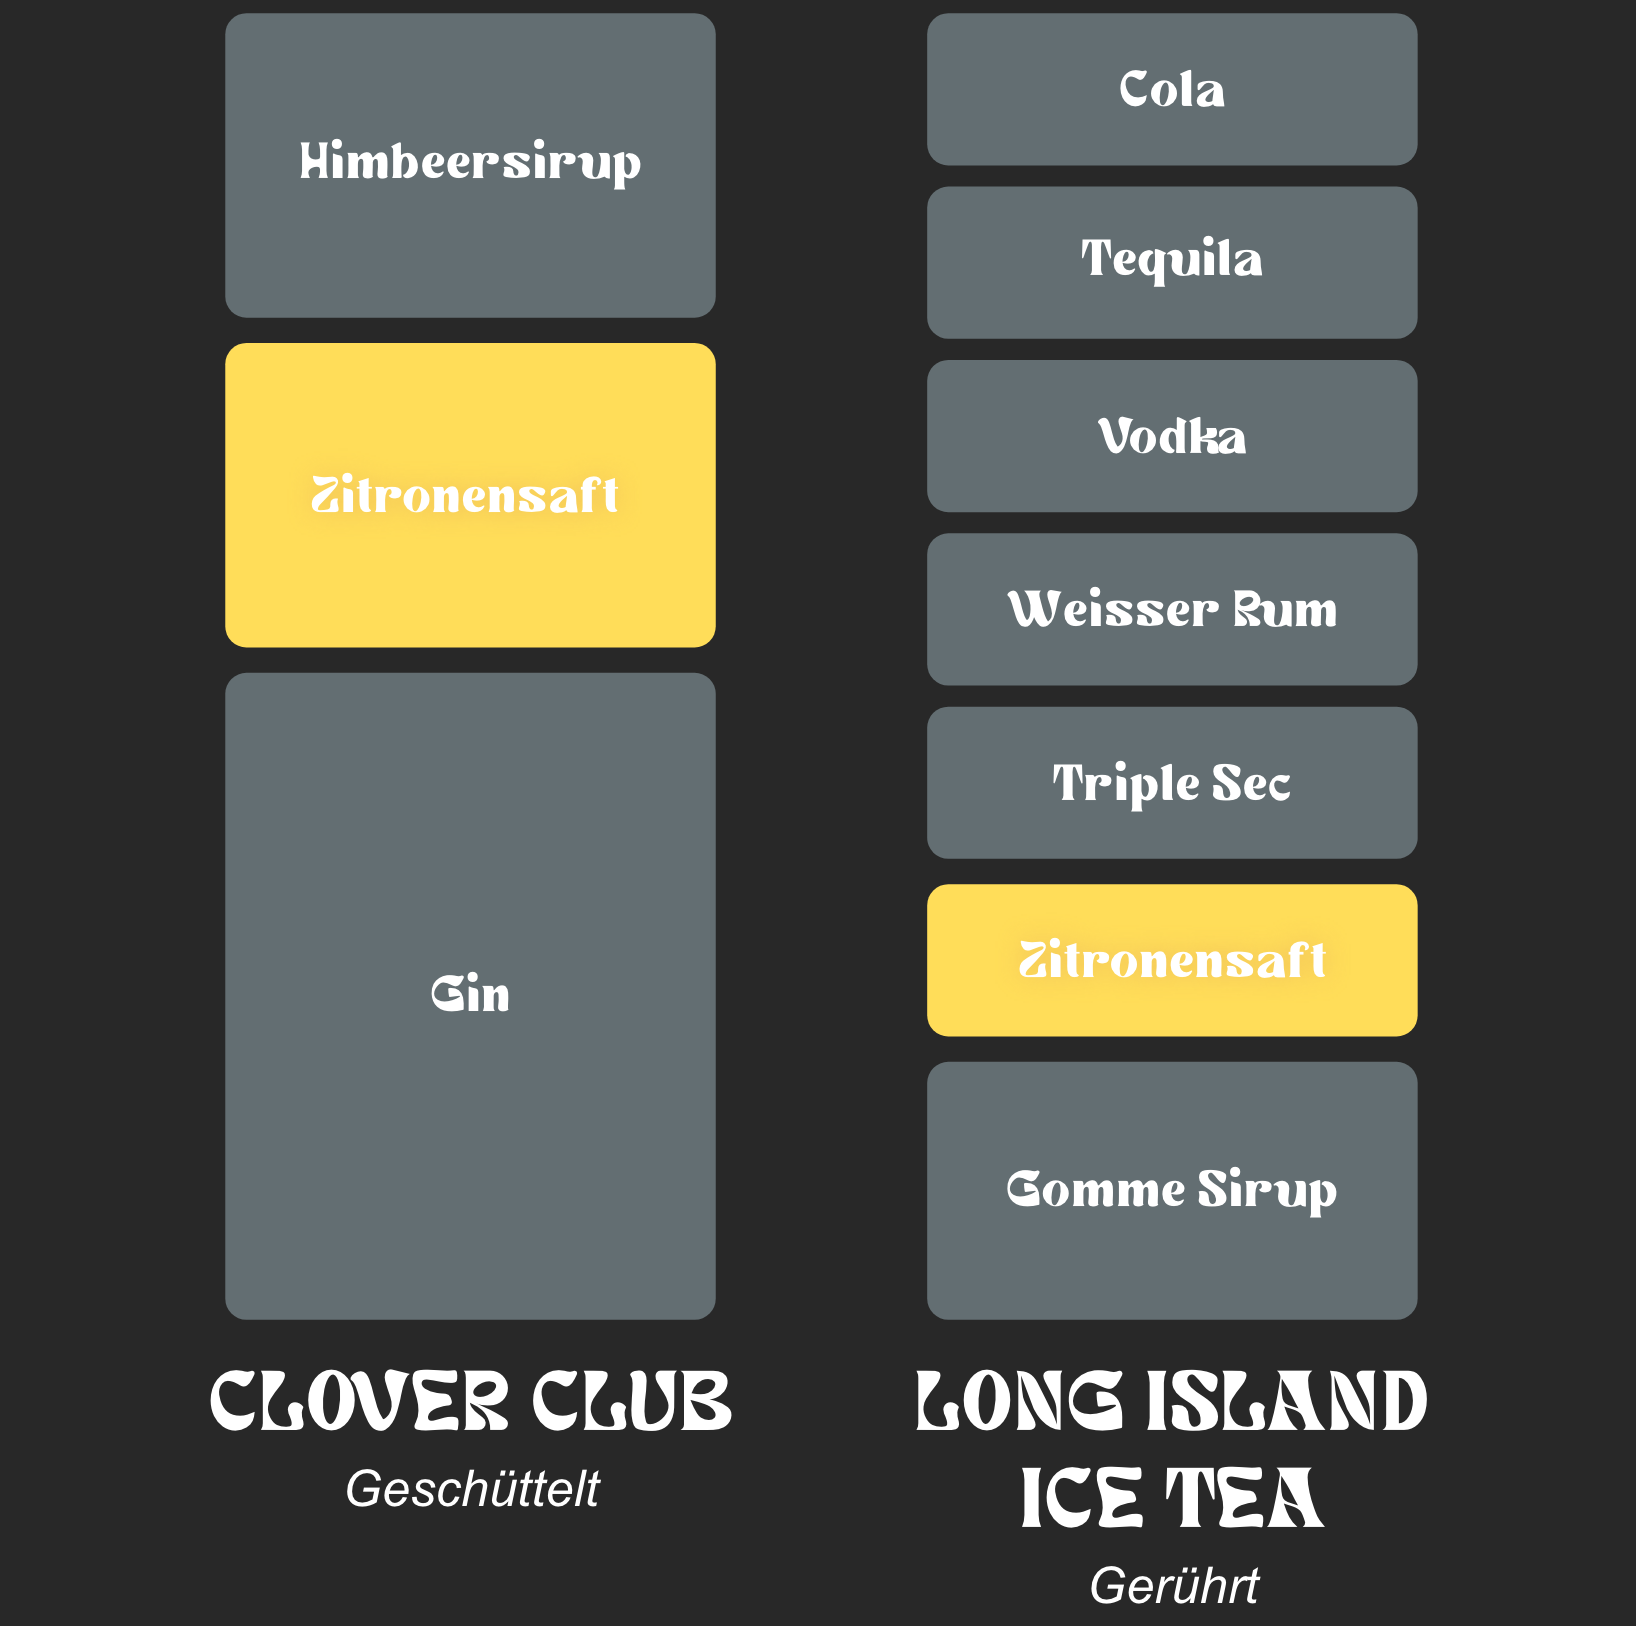 Himbeersirup
Zitronensaft
Gin
CLOVER CLUB
Geschüttelt
Cola
Tequila
Vodka
Weisser Rum
Triple Sec
Zitronensaft
Gomme Sirup
LONG ISLAND
ICE TEA
Gerührt